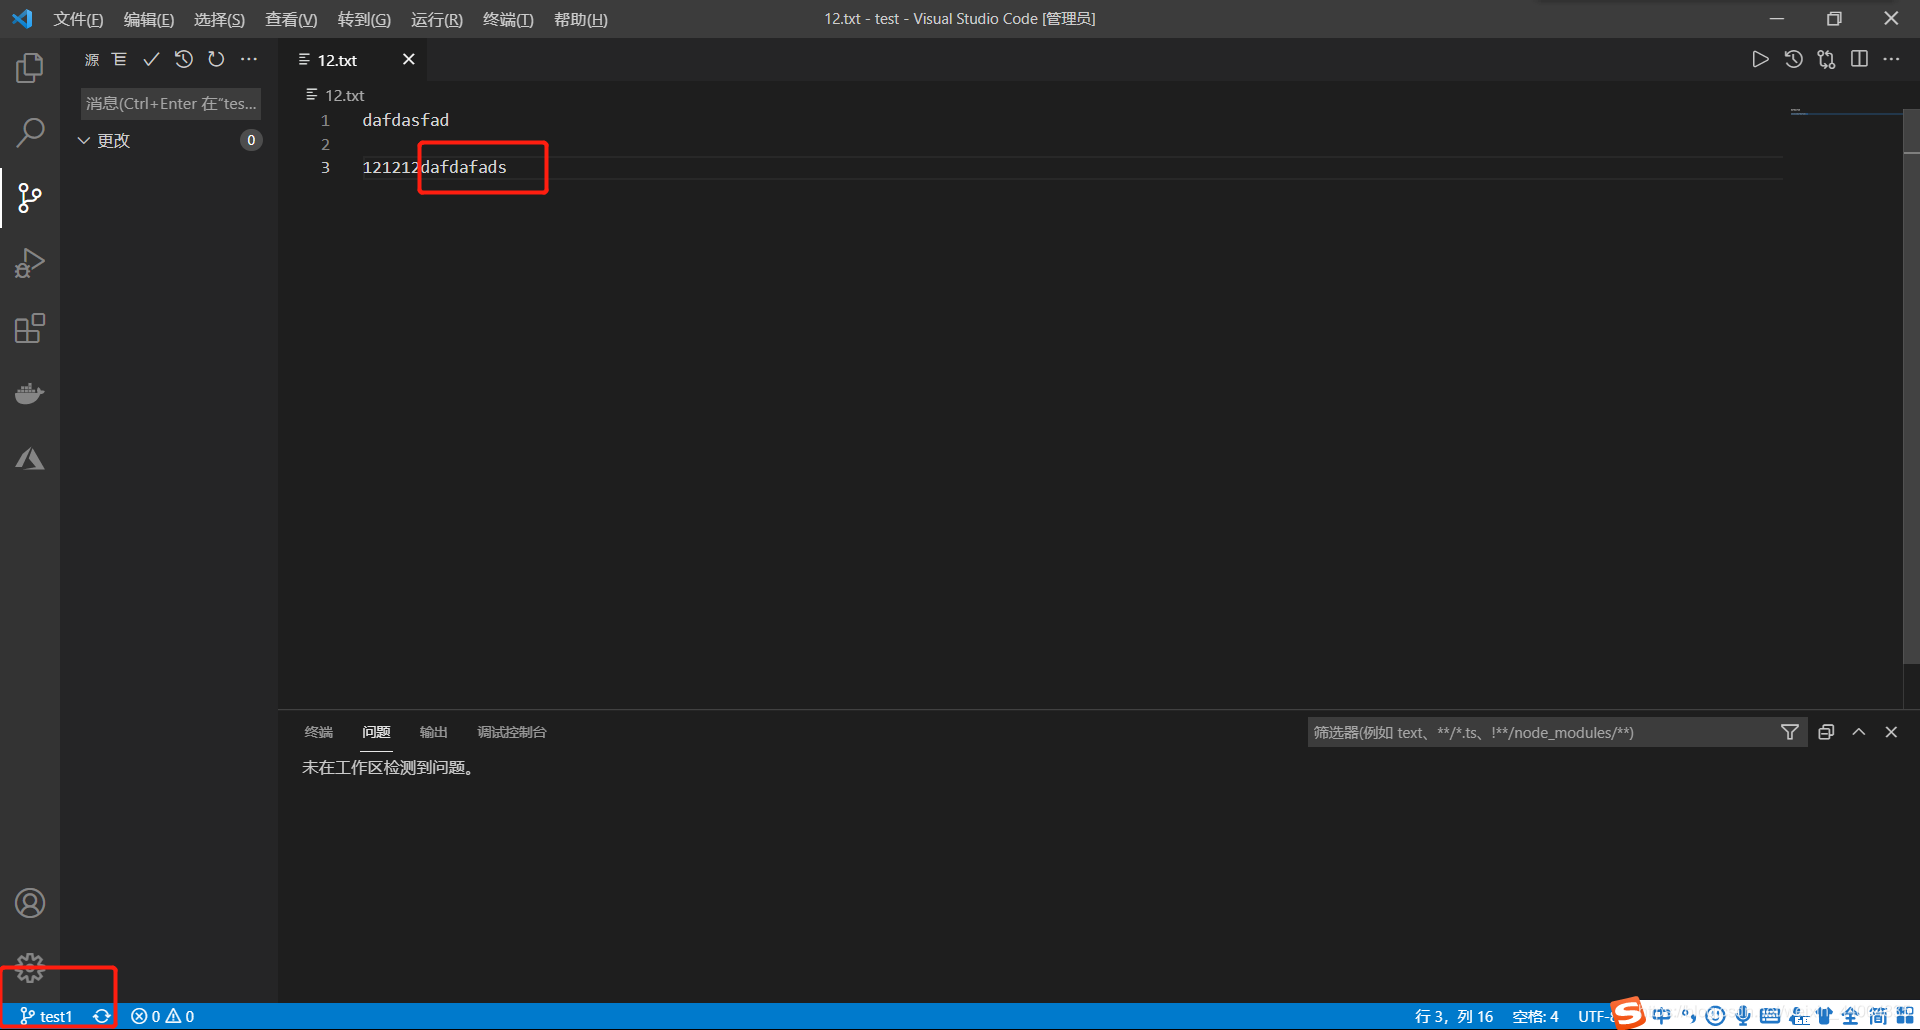 文件(F) 编辑(E) 选择(S) 查看(V) 转到(G) 运行(R) 终端(T) 帮助(H) 12.txt - test - Visual Studio Code [管理员]
源
12.txt
消息(Ctrl+Enter 在"tes...
更改 0
12.txt
1 dafdasfad
2
3 121212dafdafads
终端 问题 输出 调试控制台 筛选器(例如 text、**/*.ts、!**/node_modules/**)
未在工作区检测到问题。
test1 0 0 行 3，列 16 空格: 4 UTF-8 中 全 简